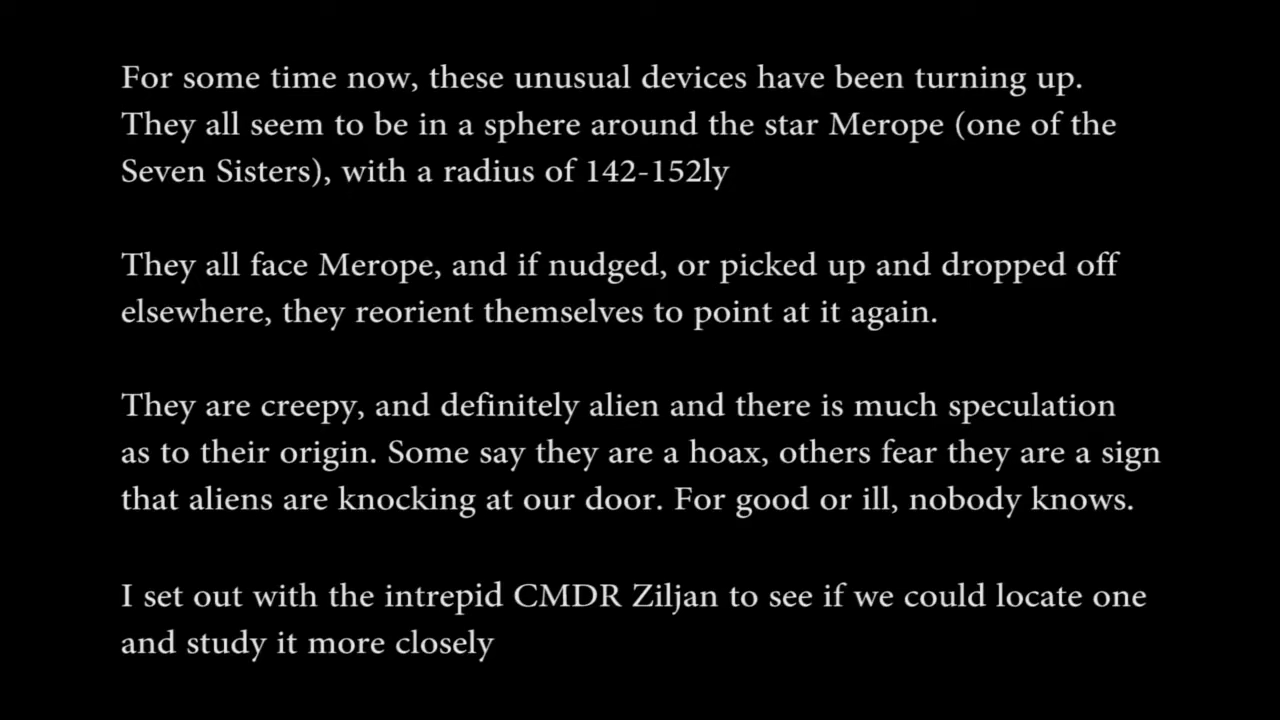 For some time now, these unusual devices have been turning up.
They all seem to be in a sphere around the star Merope (one of the
Seven Sisters), with a radius of 142-152ly
They all face Merope, and if nudged, or picked up and dropped off
elsewhere, they reorient themselves to point at it again.
They are creepy, and definitely alien and there is much speculation
as to their origin. Some say they are a hoax, others fear they are a sign
that aliens are knocking at our door. For good or ill, nobody knows.
I set out with the intrepid CMDR Ziljan to see if we could locate one
and study it more closely